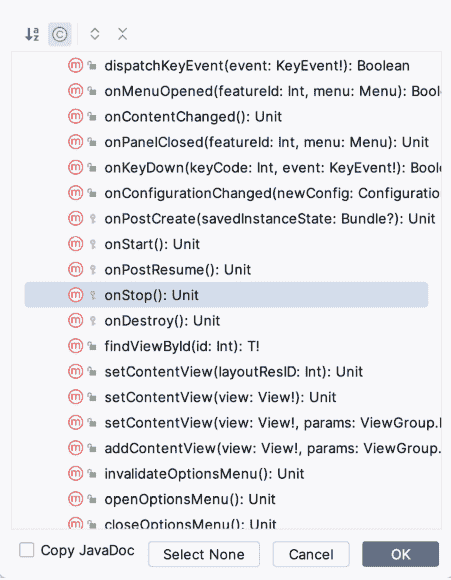 dispatchKeyEvent(event: KeyEvent!): Boolean
onMenuOpened(featureId: Int, menu: Menu): Bool
onContentChanged(): Unit
onPanelClosed(featureId: Int, menu: Menu): Unit
onKeyDown(keyCode: Int, event: KeyEvent!): Bool
onConfigurationChanged(newConfig: Configuratio
onPostCreate(savedInstanceState: Bundle?): Unit
onStart(): Unit
onPostResume(): Unit
onStop(): Unit
onDestroy(): Unit
findViewById(id: Int): T!
setContentView(layoutResID: Int): Unit
setContentView(view: View!): Unit
setContentView(view: View!, params: ViewGroup.
addContentView(view: View!, params: ViewGroup.
invalidateOptionsMenu(): Unit
openOptionsMenu(): Unit
closeOptionsMenu(): Unit
Copy JavaDoc
Select None
Cancel
OK